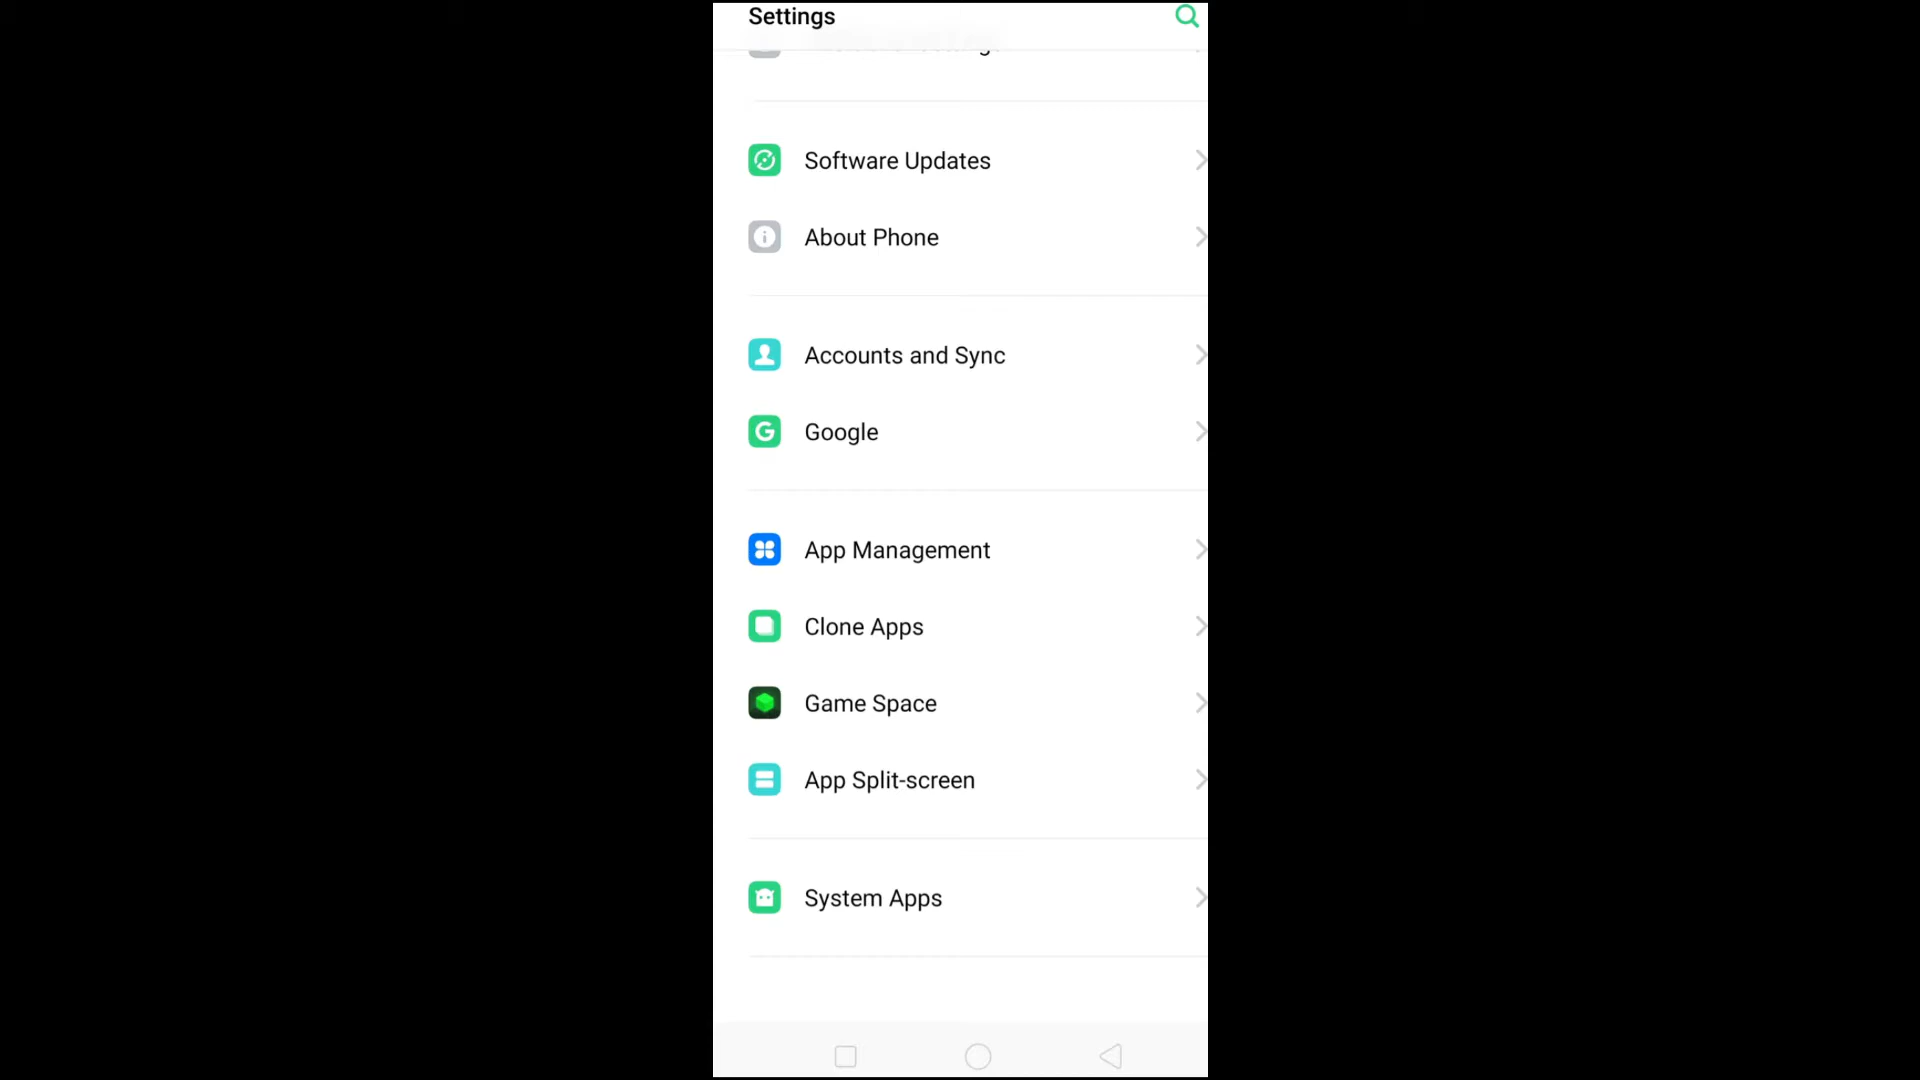 Settings
Software Updates
About Phone
Accounts and Sync
Google
App Management
Clone Apps
Game Space
App Split-screen
System Apps